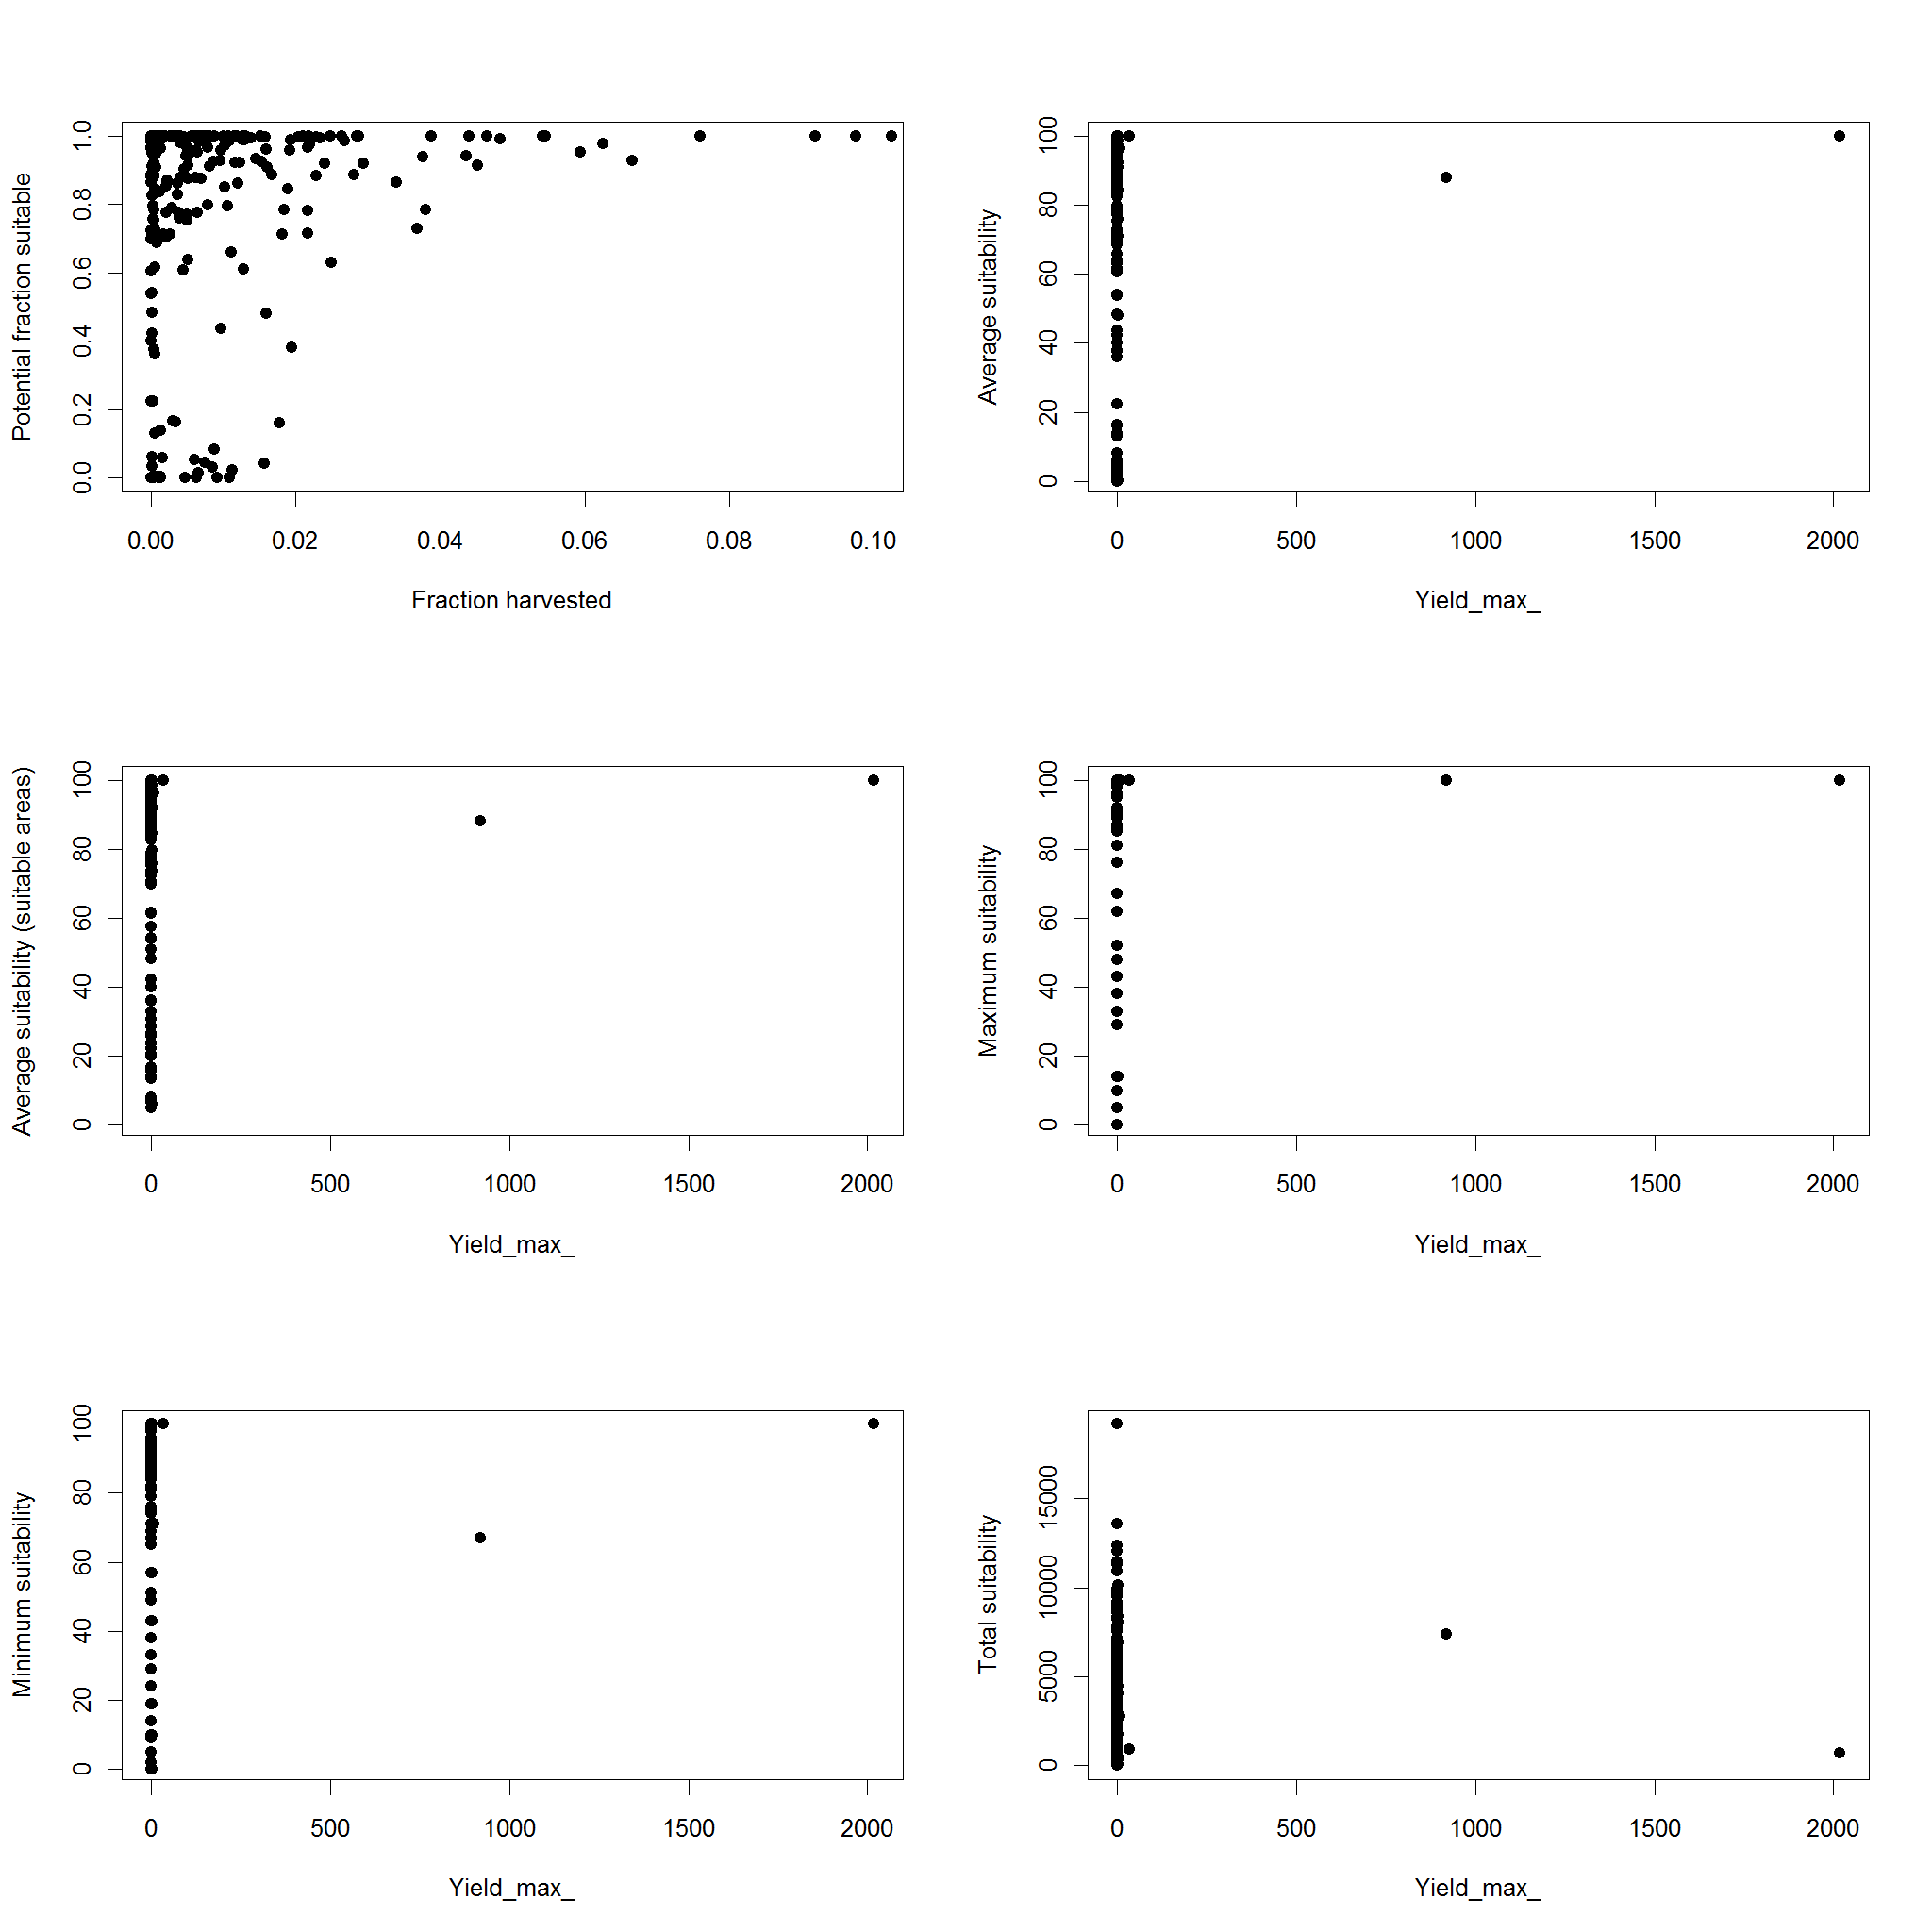 Potential fraction suitable
1.0
0.8
0.6
0.4
0.2
0.0
0.00 0.02 0.04 0.06 0.08 0.10
Fraction harvested
Average suitability
100
80
60
40
20
0
0 500 1000 1500 2000
Yield_max_
Average suitability (suitable areas)
100
80
60
40
20
0
0 500 1000 1500 2000
Yield_max_
Maximum suitability
100
80
60
40
20
0
0 500 1000 1500 2000
Yield_max_
Minimum suitability
100
80
60
40
20
0
0 500 1000 1500 2000
Yield_max_
Total suitability
15000
10000
5000
0
0 500 1000 1500 2000
Yield_max_